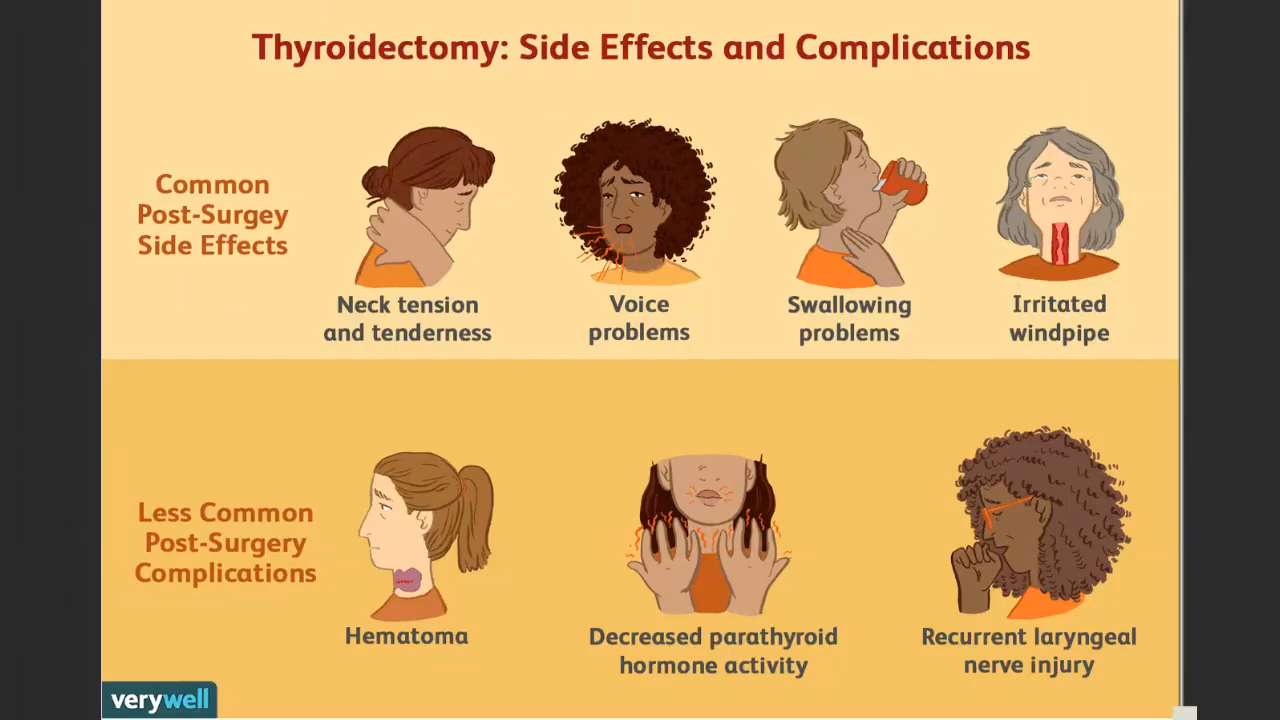 Thyroidectomy: Side Effects and Complications
Common
Post-Surgey
Side Effects
Neck tension
and tenderness
Voice
problems
Swallowing
problems
Irritated
windpipe
Less Common
Post-Surgery
Complications
Hematoma
Decreased parathyroid
hormone activity
Recurrent laryngeal
nerve injury
verywell